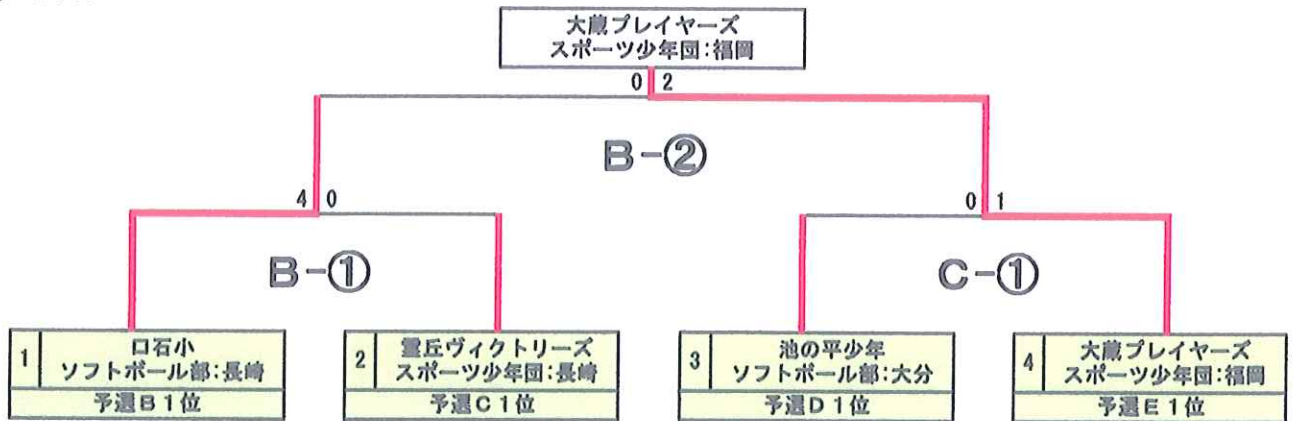 大蔵プレイヤーズ
スポーツ少年団:福岡
0 2
B-②
4 0
0 1
B-①
C-①
1
口石小
ソフトボール部:長崎
予選B1位
2
霊丘ヴィクトリーズ
スポーツ少年団:長崎
予選C1位
3
池の平少年
ソフトボール部:大分
予選D1位
4
大蔵プレイヤーズ
スポーツ少年団:福岡
予選E1位